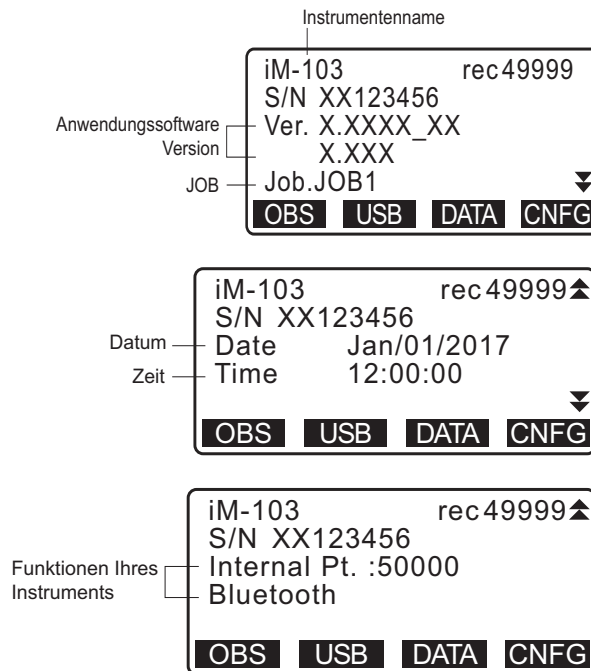 Instrumentenname
iM-103 rec49999
S/N XX123456
Anwendungssoftware
Version
Ver. X.XXXX_XX
X.XXX
JOB
Job.JOB1
OBS USB DATA CNFG
iM-103 rec49999
S/N XX123456
Datum
Date Jan/01/2017
Zeit
Time 12:00:00
OBS USB DATA CNFG
iM-103 rec49999
S/N XX123456
Funktionen Ihres
Instruments
Internal Pt. :50000
Bluetooth
OBS USB DATA CNFG